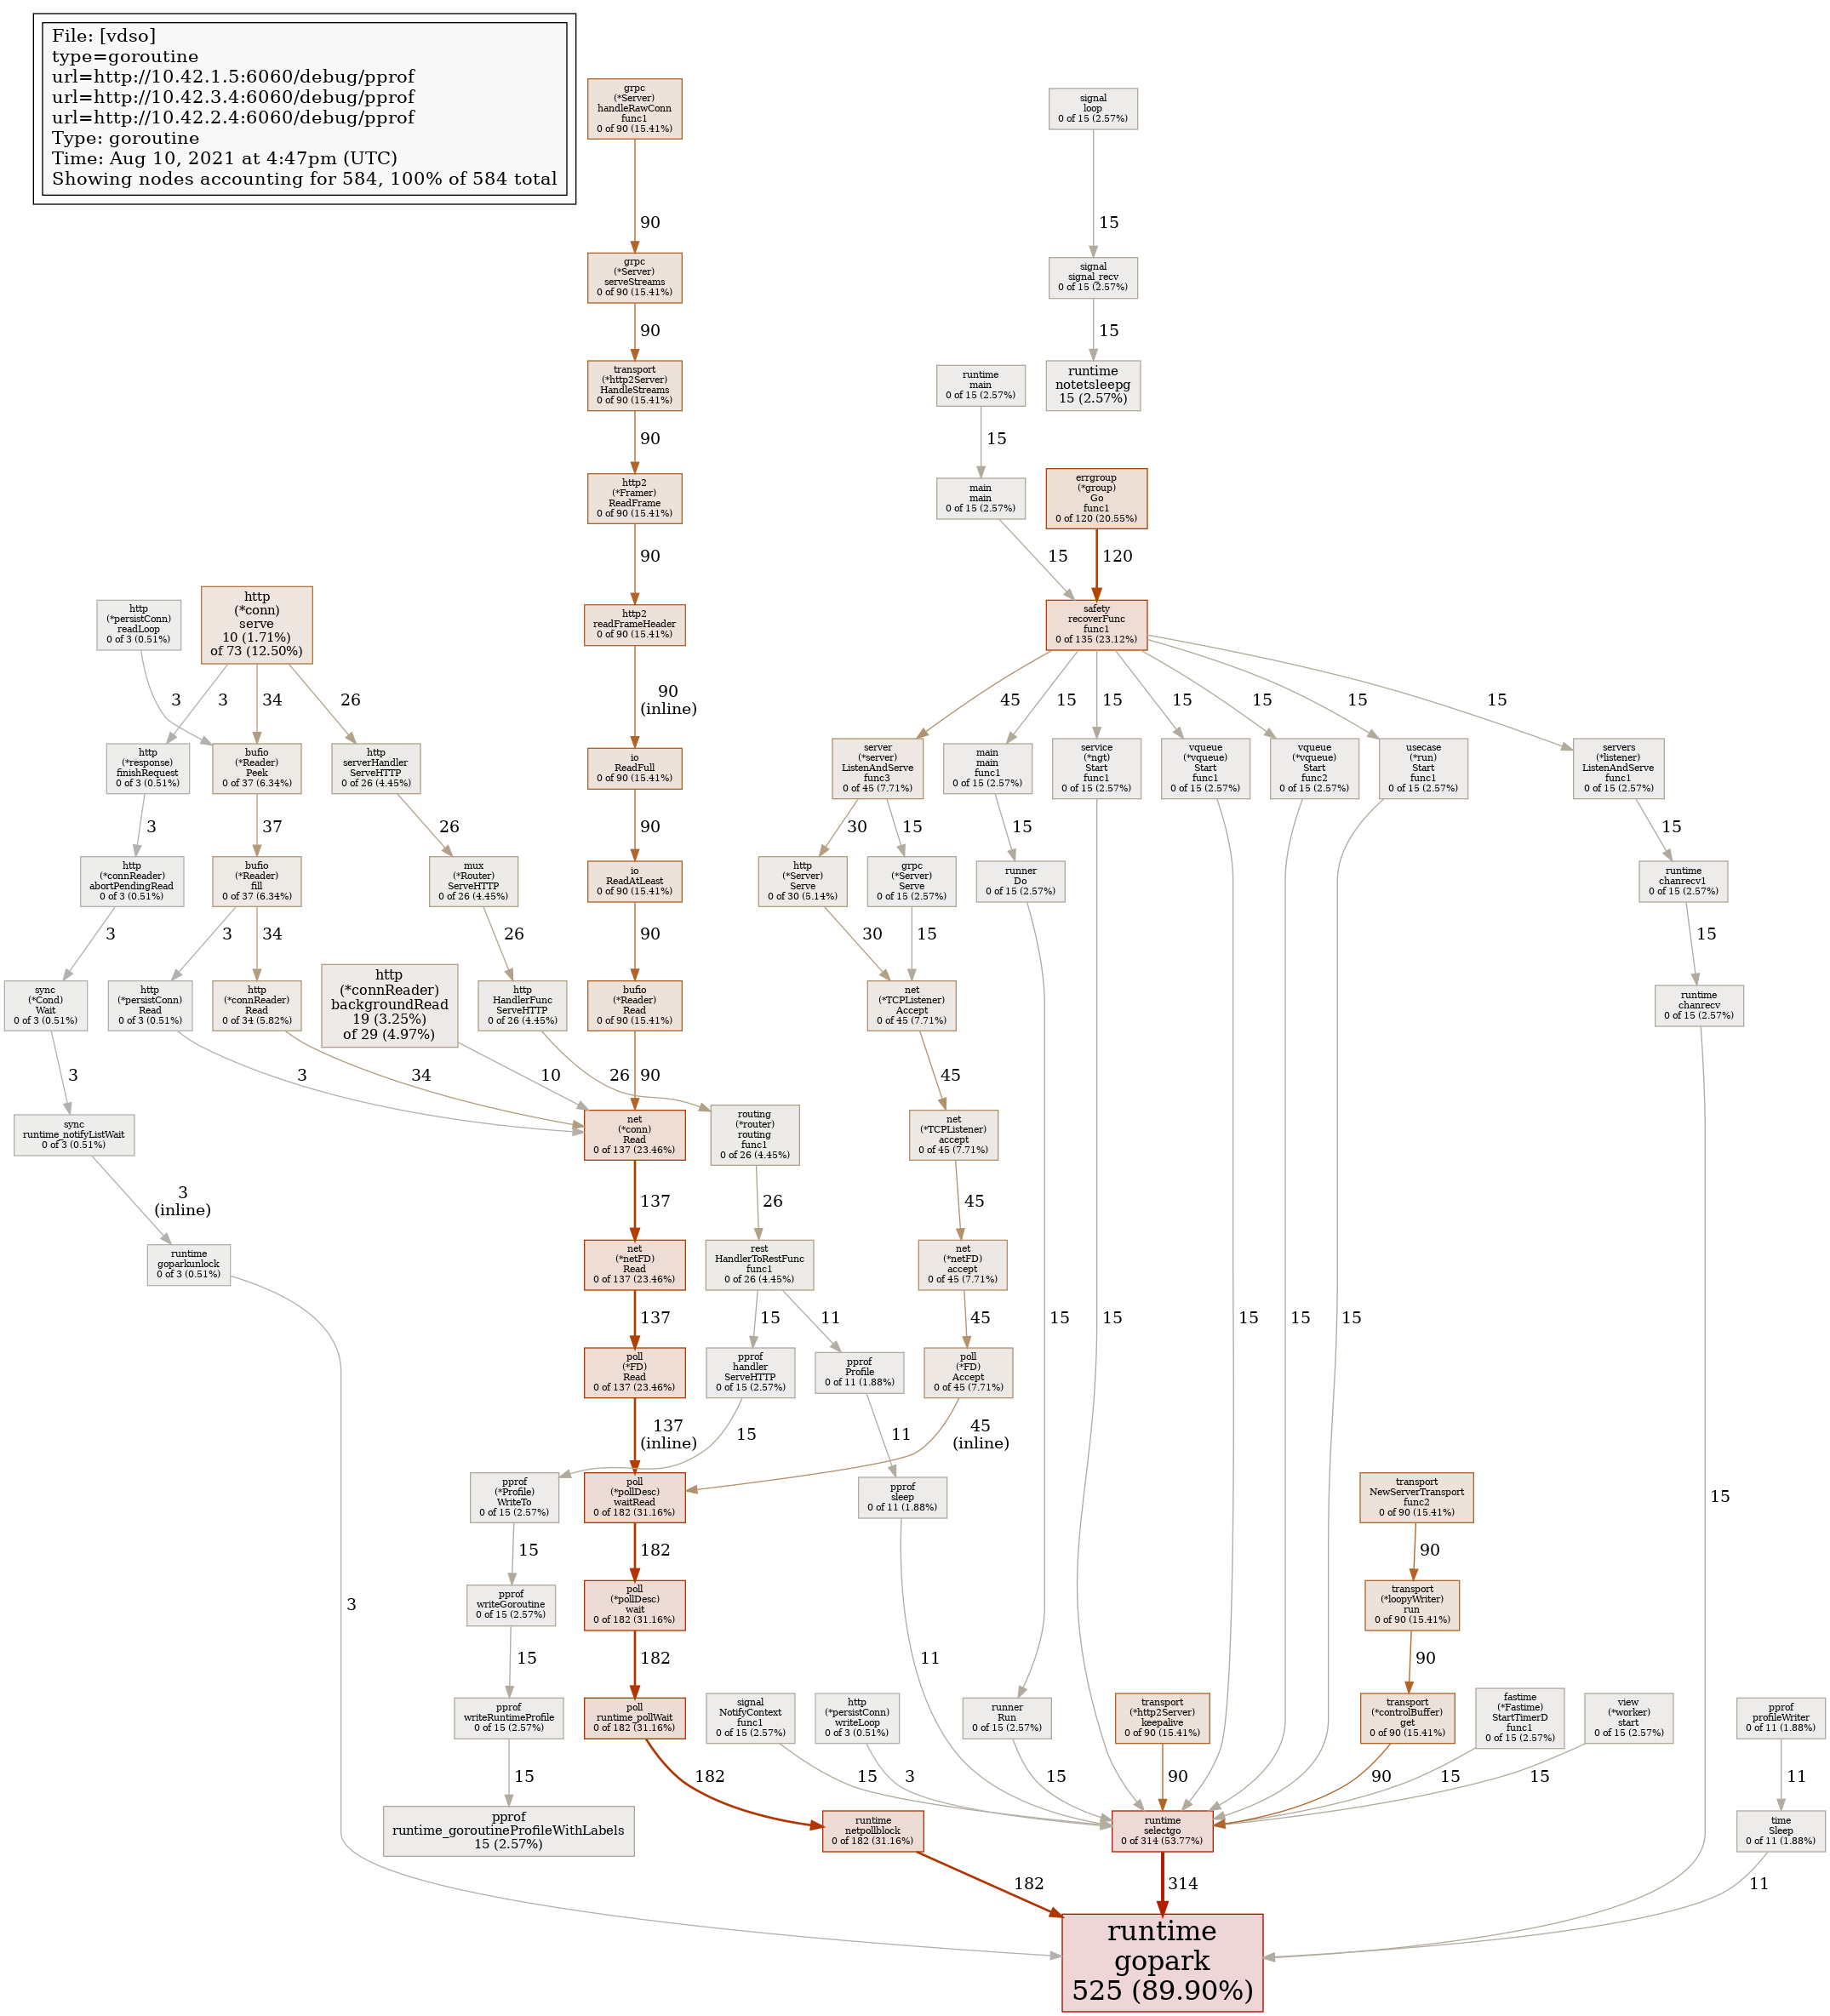 File: [vdso]
type=goroutine
url=http://10.42.1.5:6060/debug/pprof
url=http://10.42.3.4:6060/debug/pprof
url=http://10.42.2.4:6060/debug/pprof
Type: goroutine
Time: Aug 10, 2021 at 4:47pm (UTC)
Showing nodes accounting for 584, 100% of 584 total
grpc
(*Server)
handleRawConn
func1
0 of 90 (15.41%)
signal
loop
0 of 15 (2.57%)
90
15
grpc
(*Server)
serveStreams
0 of 90 (15.41%)
signal
signal_recv
0 of 15 (2.57%)
90
15
transport
(*http2Server)
HandleStreams
0 of 90 (15.41%)
runtime
main
0 of 15 (2.57%)
runtime
notetsleepg
15 (2.57%)
90
15
http2
(*Framer)
ReadFrame
0 of 90 (15.41%)
main
main
0 of 15 (2.57%)
errgroup
(*group)
Go
func1
0 of 120 (20.55%)
90
15
120
http
(*persistConn)
readLoop
0 of 3 (0.51%)
http
(*conn)
serve
10 (1.71%)
of 73 (12.50%)
http2
readFrameHeader
0 of 90 (15.41%)
safety
recoverFunc
func1
0 of 135 (23.12%)
3
3
34
26
90
(inline)
45
15
15
15
15
15
15
http
(*response)
finishRequest
0 of 3 (0.51%)
bufio
(*Reader)
Peek
0 of 37 (6.34%)
http
serverHandler
ServeHTTP
0 of 26 (4.45%)
io
ReadFull
0 of 90 (15.41%)
server
(*server)
ListenAndServe
func3
0 of 45 (7.71%)
main
main
func1
0 of 15 (2.57%)
service
(*ngt)
Start
func1
0 of 15 (2.57%)
vqueue
(*vqueue)
Start
func1
0 of 15 (2.57%)
vqueue
(*vqueue)
Start
func2
0 of 15 (2.57%)
usecase
(*run)
Start
func1
0 of 15 (2.57%)
servers
(*listener)
ListenAndServe
func1
0 of 15 (2.57%)
3
37
26
90
30
15
15
15
http
(*connReader)
abortPendingRead
0 of 3 (0.51%)
bufio
(*Reader)
fill
0 of 37 (6.34%)
mux
(*Router)
ServeHTTP
0 of 26 (4.45%)
io
ReadAtLeast
0 of 90 (15.41%)
http
(*Server)
Serve
0 of 30 (5.14%)
grpc
(*Server)
Serve
0 of 15 (2.57%)
runner
Do
0 of 15 (2.57%)
runtime
chanrecv1
0 of 15 (2.57%)
3
3
34
26
90
30
15
15
sync
(*Cond)
Wait
0 of 3 (0.51%)
http
(*persistConn)
Read
0 of 3 (0.51%)
http
(*connReader)
Read
0 of 34 (5.82%)
http
(*connReader)
backgroundRead
19 (3.25%)
of 29 (4.97%)
http
HandlerFunc
ServeHTTP
0 of 26 (4.45%)
bufio
(*Reader)
Read
0 of 90 (15.41%)
net
(*TCPListener)
Accept
0 of 45 (7.71%)
runtime
chanrecv
0 of 15 (2.57%)
3
3
34
10
26
90
45
sync
runtime_notifyListWait
0 of 3 (0.51%)
net
(*conn)
Read
0 of 137 (23.46%)
routing
(*router)
routing
func1
0 of 26 (4.45%)
net
(*TCPListener)
accept
0 of 45 (7.71%)
3
(inline)
137
26
45
runtime
goparkunlock
0 of 3 (0.51%)
net
(*netFD)
Read
0 of 137 (23.46%)
rest
HandlerToRestFunc
func1
0 of 26 (4.45%)
net
(*netFD)
accept
0 of 45 (7.71%)
137
15
11
45
15
15
15
15
15
poll
(*FD)
Read
0 of 137 (23.46%)
pprof
handler
ServeHTTP
0 of 15 (2.57%)
pprof
Profile
0 of 11 (1.88%)
poll
(*FD)
Accept
0 of 45 (7.71%)
137
(inline)
15
11
45
(inline)
pprof
(*Profile)
WriteTo
0 of 15 (2.57%)
poll
(*pollDesc)
waitRead
0 of 182 (31.16%)
pprof
sleep
0 of 11 (1.88%)
transport
NewServerTransport
func2
0 of 90 (15.41%)
15
15
182
90
pprof
writeGoroutine
0 of 15 (2.57%)
poll
(*pollDesc)
wait
0 of 182 (31.16%)
transport
(*loopyWriter)
run
0 of 90 (15.41%)
3
15
182
11
90
pprof
writeRuntimeProfile
0 of 15 (2.57%)
poll
runtime_pollWait
0 of 182 (31.16%)
signal
NotifyContext
func1
0 of 15 (2.57%)
http
(*persistConn)
writeLoop
0 of 3 (0.51%)
runner
Run
0 of 15 (2.57%)
transport
(*http2Server)
keepalive
0 of 90 (15.41%)
transport
(*controlBuffer)
get
0 of 90 (15.41%)
fastime
(*Fastime)
StartTimerD
func1
0 of 15 (2.57%)
view
(*worker)
start
0 of 15 (2.57%)
pprof
profileWriter
0 of 11 (1.88%)
15
182
15
3
15
90
90
15
15
11
pprof
runtime_goroutineProfileWithLabels
15 (2.57%)
runtime
netpollblock
0 of 182 (31.16%)
runtime
selectgo
0 of 314 (53.77%)
time
Sleep
0 of 11 (1.88%)
182
314
11
runtime
gopark
525 (89.90%)